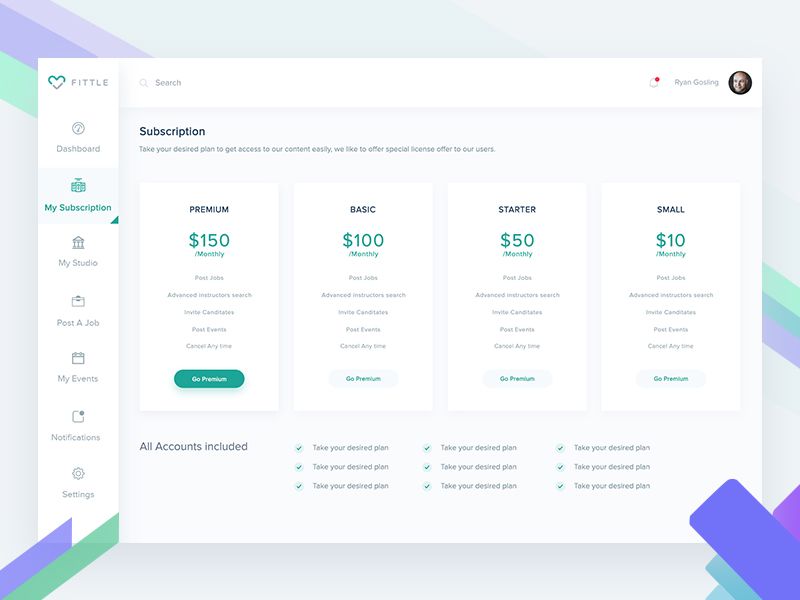 FITTLE
Search
Ryan Gosling
Dashboard
My Subscription
My Studio
Post A Job
My Events
Notifications
Settings
Subscription
Take your desired plan to get access to our content easily, we like to offer special license offer to our users.
PREMIUM
$150
/Monthly
Post Jobs
Advanced instructors search
Invite Canditates
Post Events
Cancel Any time
Go Premium
BASIC
$100
/Monthly
Post Jobs
Advanced instructors search
Invite Canditates
Post Events
Cancel Any time
Go Premium
STARTER
$50
/Monthly
Post Jobs
Advanced instructors search
Invite Canditates
Post Events
Cancel Any time
Go Premium
SMALL
$10
/Monthly
Post Jobs
Advanced instructors search
Invite Canditates
Post Events
Cancel Any time
Go Premium
All Accounts included
Take your desired plan
Take your desired plan
Take your desired plan
Take your desired plan
Take your desired plan
Take your desired plan
Take your desired plan
Take your desired plan
Take your desired plan